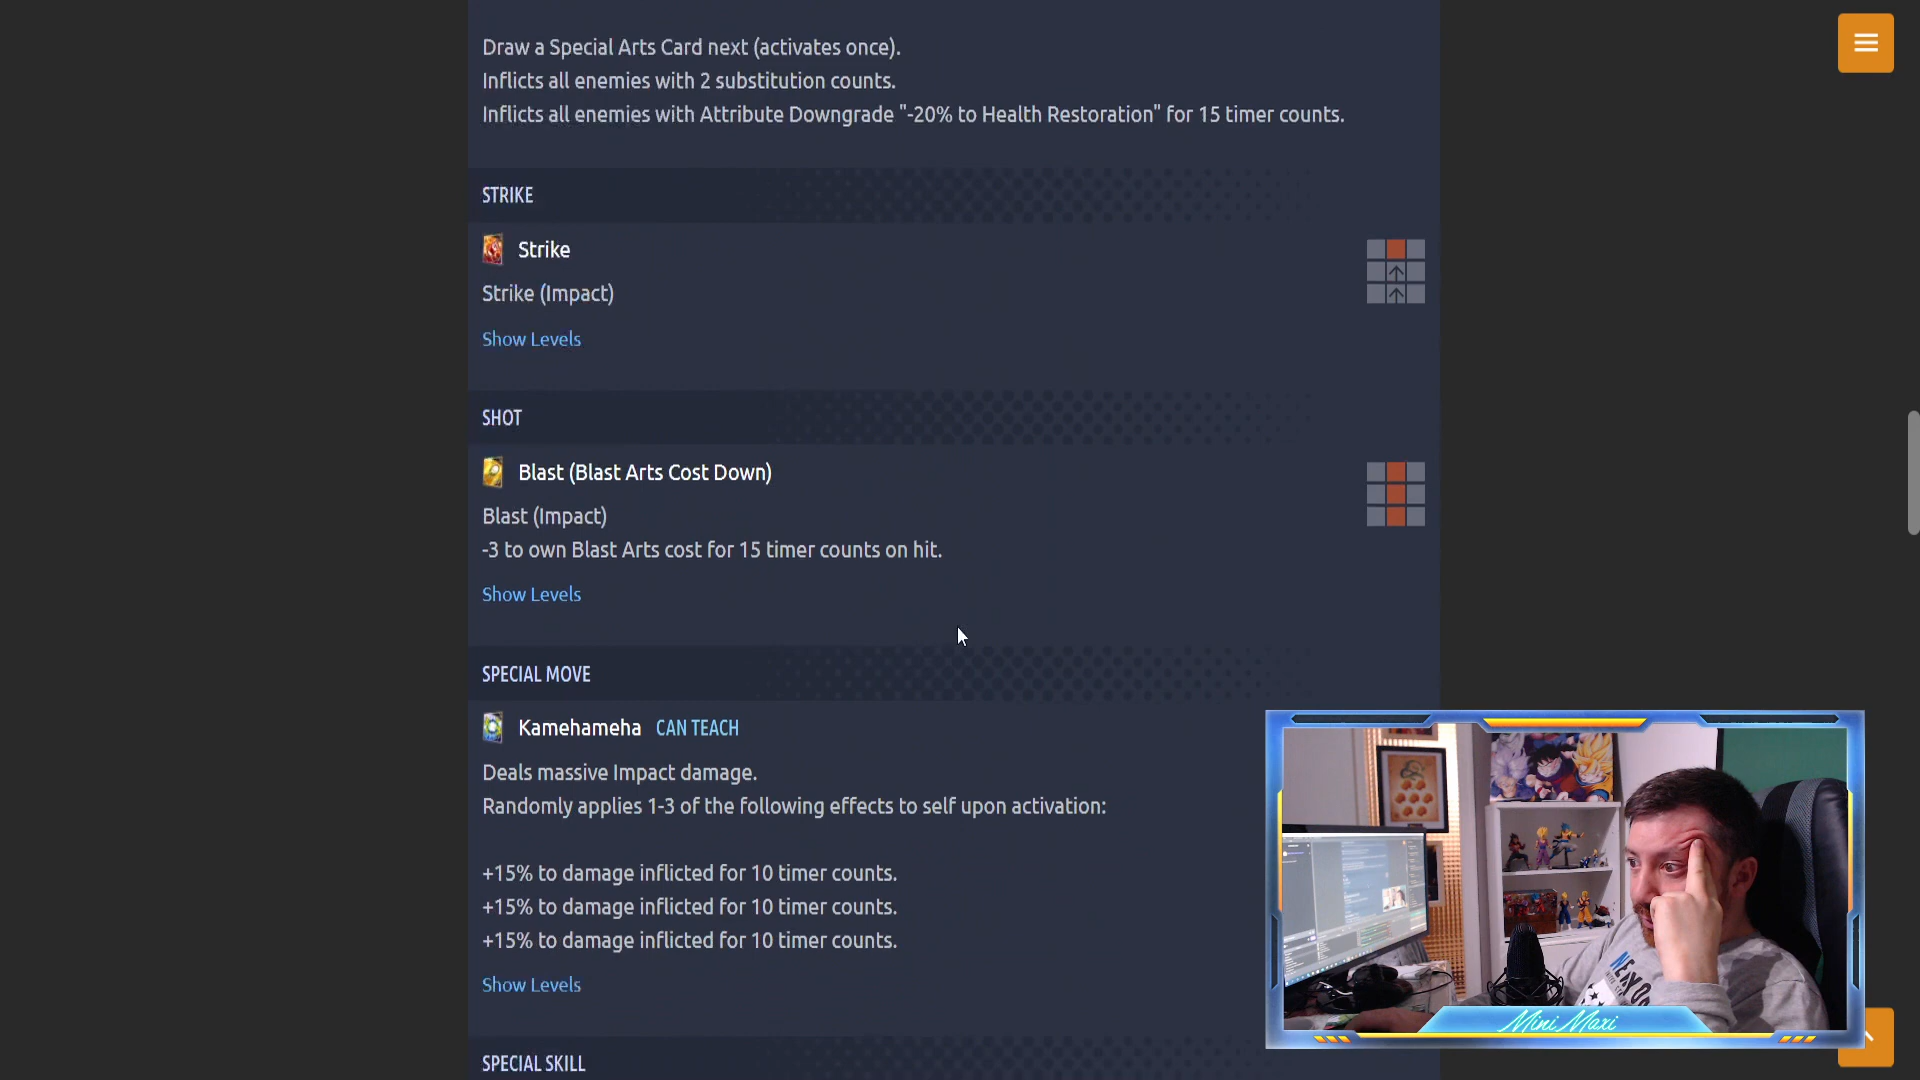 Draw a Special Arts Card next (activates once).
Inflicts all enemies with 2 substitution counts.
Inflicts all enemies with Attribute Downgrade "-20% to Health Restoration" for 15 timer counts.
STRIKE
Strike
Strike (Impact)
Show Levels
SHOT
Blast (Blast Arts Cost Down)
Blast (Impact)
-3 to own Blast Arts cost for 15 timer counts on hit.
Show Levels
SPECIAL MOVE
Kamehameha CAN TEACH
Deals massive Impact damage.
Randomly applies 1-3 of the following effects to self upon activation:
+15% to damage inflicted for 10 timer counts.
+15% to damage inflicted for 10 timer counts.
+15% to damage inflicted for 10 timer counts.
Show Levels
SPECIAL SKILL
Mini Maxi